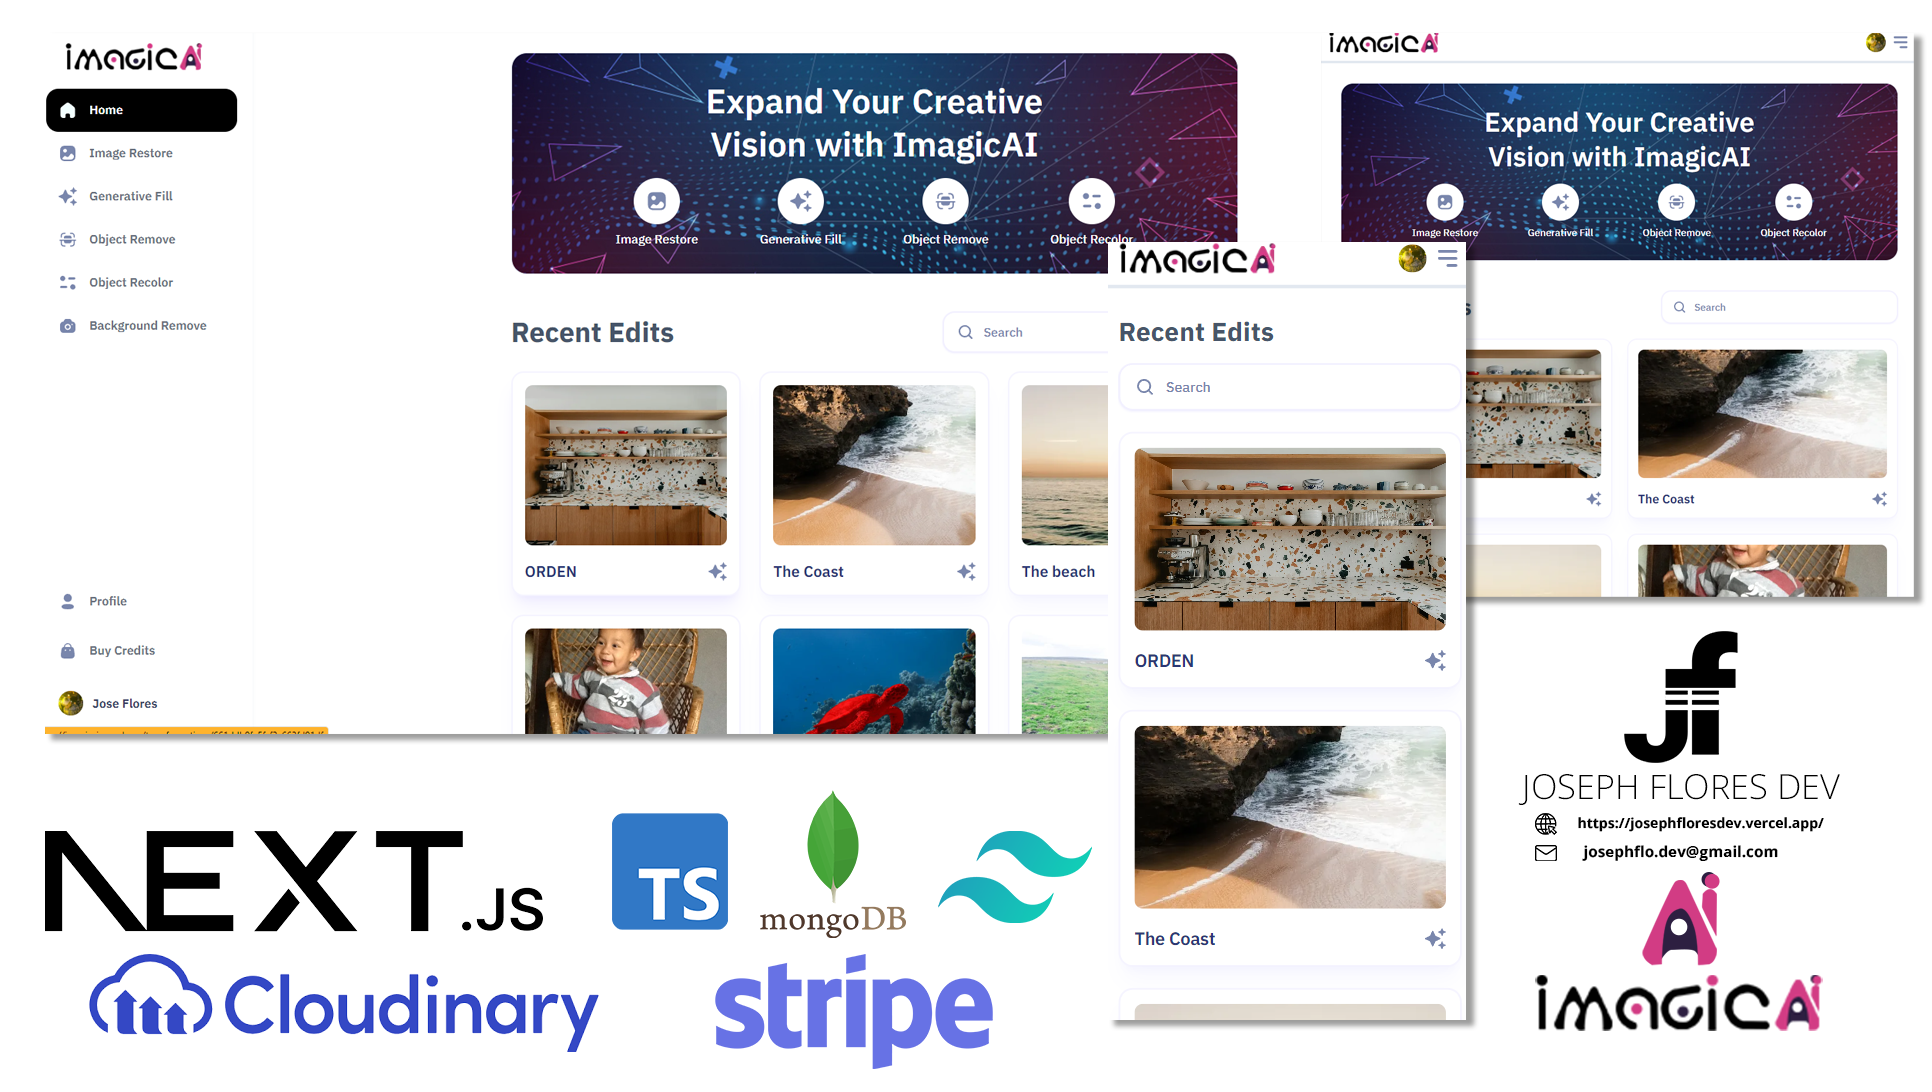 imagicAi
Home
Image Restore
Generative Fill
Object Remove
Object Recolor
Background Remove
Profile
Buy Credits
Jose Flores
Expand Your Creative
Vision with ImagicAI
Image Restore
Generative Fill
Object Remove
Object Recolor
Recent Edits
Search
ORDEN
The Coast
The beach
imagicAi
Recent Edits
Search
ORDEN
The Coast
imagicAi
Expand Your Creative
Vision with ImagicAI
Image Restore
Generative Fill
Object Remove
Object Recolor
s
Search
The Coast
NEXT.JS
TS
mongoDB
Cloudinary
stripe
jf
JOSEPH FLORES DEV
https://josephfloresdev.vercel.app/
josephflo.dev@gmail.com
Ai
imagicAi